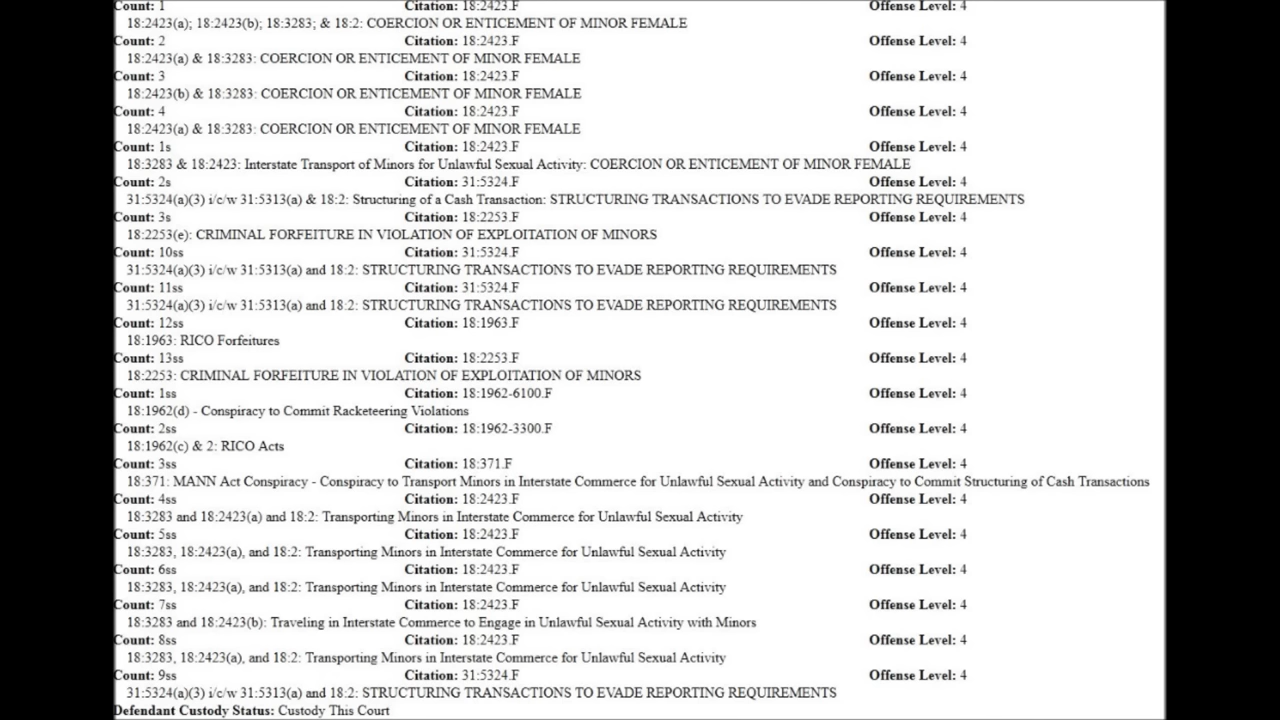 Count: 1 Citation: 18:2423.F Offense Level: 4
18:2423(a); 18:2423(b); 18:3283; & 18:2: COERCION OR ENTICEMENT OF MINOR FEMALE
Count: 2 Citation: 18:2423.F Offense Level: 4
18:2423(a) & 18:3283: COERCION OR ENTICEMENT OF MINOR FEMALE
Count: 3 Citation: 18:2423.F Offense Level: 4
18:2423(b) & 18:3283: COERCION OR ENTICEMENT OF MINOR FEMALE
Count: 4 Citation: 18:2423.F Offense Level: 4
18:2423(a) & 18:3283: COERCION OR ENTICEMENT OF MINOR FEMALE
Count: 1s Citation: 18:2423.F Offense Level: 4
18:3283 & 18:2423: Interstate Transport of Minors for Unlawful Sexual Activity: COERCION OR ENTICEMENT OF MINOR FEMALE
Count: 2s Citation: 31:5324.F Offense Level: 4
31:5324(a)(3) i/c/w 31:5313(a) & 18:2: Structuring of a Cash Transaction: STRUCTURING TRANSACTIONS TO EVADE REPORTING REQUIREMENTS
Count: 3s Citation: 18:2253.F Offense Level: 4
18:2253(e): CRIMINAL FORFEITURE IN VIOLATION OF EXPLOITATION OF MINORS
Count: 10ss Citation: 31:5324.F Offense Level: 4
31:5324(a)(3) i/c/w 31:5313(a) and 18:2: STRUCTURING TRANSACTIONS TO EVADE REPORTING REQUIREMENTS
Count: 11ss Citation: 31:5324.F Offense Level: 4
31:5324(a)(3) i/c/w 31:5313(a) and 18:2: STRUCTURING TRANSACTIONS TO EVADE REPORTING REQUIREMENTS
Count: 12ss Citation: 18:1963.F Offense Level: 4
18:1963: RICO Forfeitures
Count: 13ss Citation: 18:2253.F Offense Level: 4
18:2253: CRIMINAL FORFEITURE IN VIOLATION OF EXPLOITATION OF MINORS
Count: 1ss Citation: 18:1962-6100.F Offense Level: 4
18:1962(d) - Conspiracy to Commit Racketeering Violations
Count: 2ss Citation: 18:1962-3300.F Offense Level: 4
18:1962(c) & 2: RICO Acts
Count: 3ss Citation: 18:371.F Offense Level: 4
18:371: MANN Act Conspiracy - Conspiracy to Transport Minors in Interstate Commerce for Unlawful Sexual Activity and Conspiracy to Commit Structuring of Cash Transactions
Count: 4ss Citation: 18:2423.F Offense Level: 4
18:3283 and 18:2423(a) and 18:2: Transporting Minors in Interstate Commerce for Unlawful Sexual Activity
Count: 5ss Citation: 18:2423.F Offense Level: 4
18:3283, 18:2423(a), and 18:2: Transporting Minors in Interstate Commerce for Unlawful Sexual Activity
Count: 6ss Citation: 18:2423.F Offense Level: 4
18:3283, 18:2423(a), and 18:2: Transporting Minors in Interstate Commerce for Unlawful Sexual Activity
Count: 7ss Citation: 18:2423.F Offense Level: 4
18:3283 and 18:2423(b): Traveling in Interstate Commerce to Engage in Unlawful Sexual Activity with Minors
Count: 8ss Citation: 18:2423.F Offense Level: 4
18:3283, 18:2423(a), and 18:2: Transporting Minors in Interstate Commerce for Unlawful Sexual Activity
Count: 9ss Citation: 31:5324.F Offense Level: 4
31:5324(a)(3) i/c/w 31:5313(a) and 18:2: STRUCTURING TRANSACTIONS TO EVADE REPORTING REQUIREMENTS
Defendant Custody Status: Custody This Court